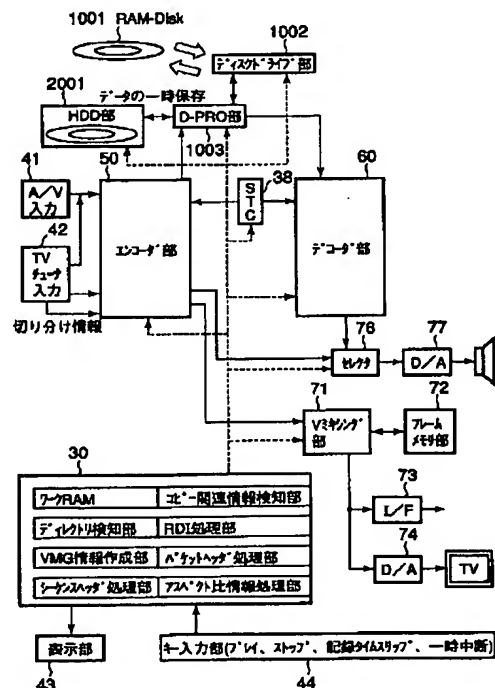 1001 RAM-Disk
1002
ディスクドライブ部
2001
データの一時保存
HDD部
D-PRO部
1003
41
50
38
60
A/V
入力
STC
42
エンコーダ部
デコーダ部
TV
チューナ
入力
切り分け情報
76
77
セレクタ
D/A
71
72
Vミキシング
部
フレーム
メモリ部
30
73
I/F
ワークRAM
コピー関連情報検知部
ディレクトリ検知部
RDI処理部
74
VMG情報作成部
パケットヘッダ処理部
D/A
TV
シーケンスヘッダ処理部
アスペクト比情報処理部
表示部
キー入力部(プレイ、ストップ、記録タイムスリップ、一時中断)
43
44